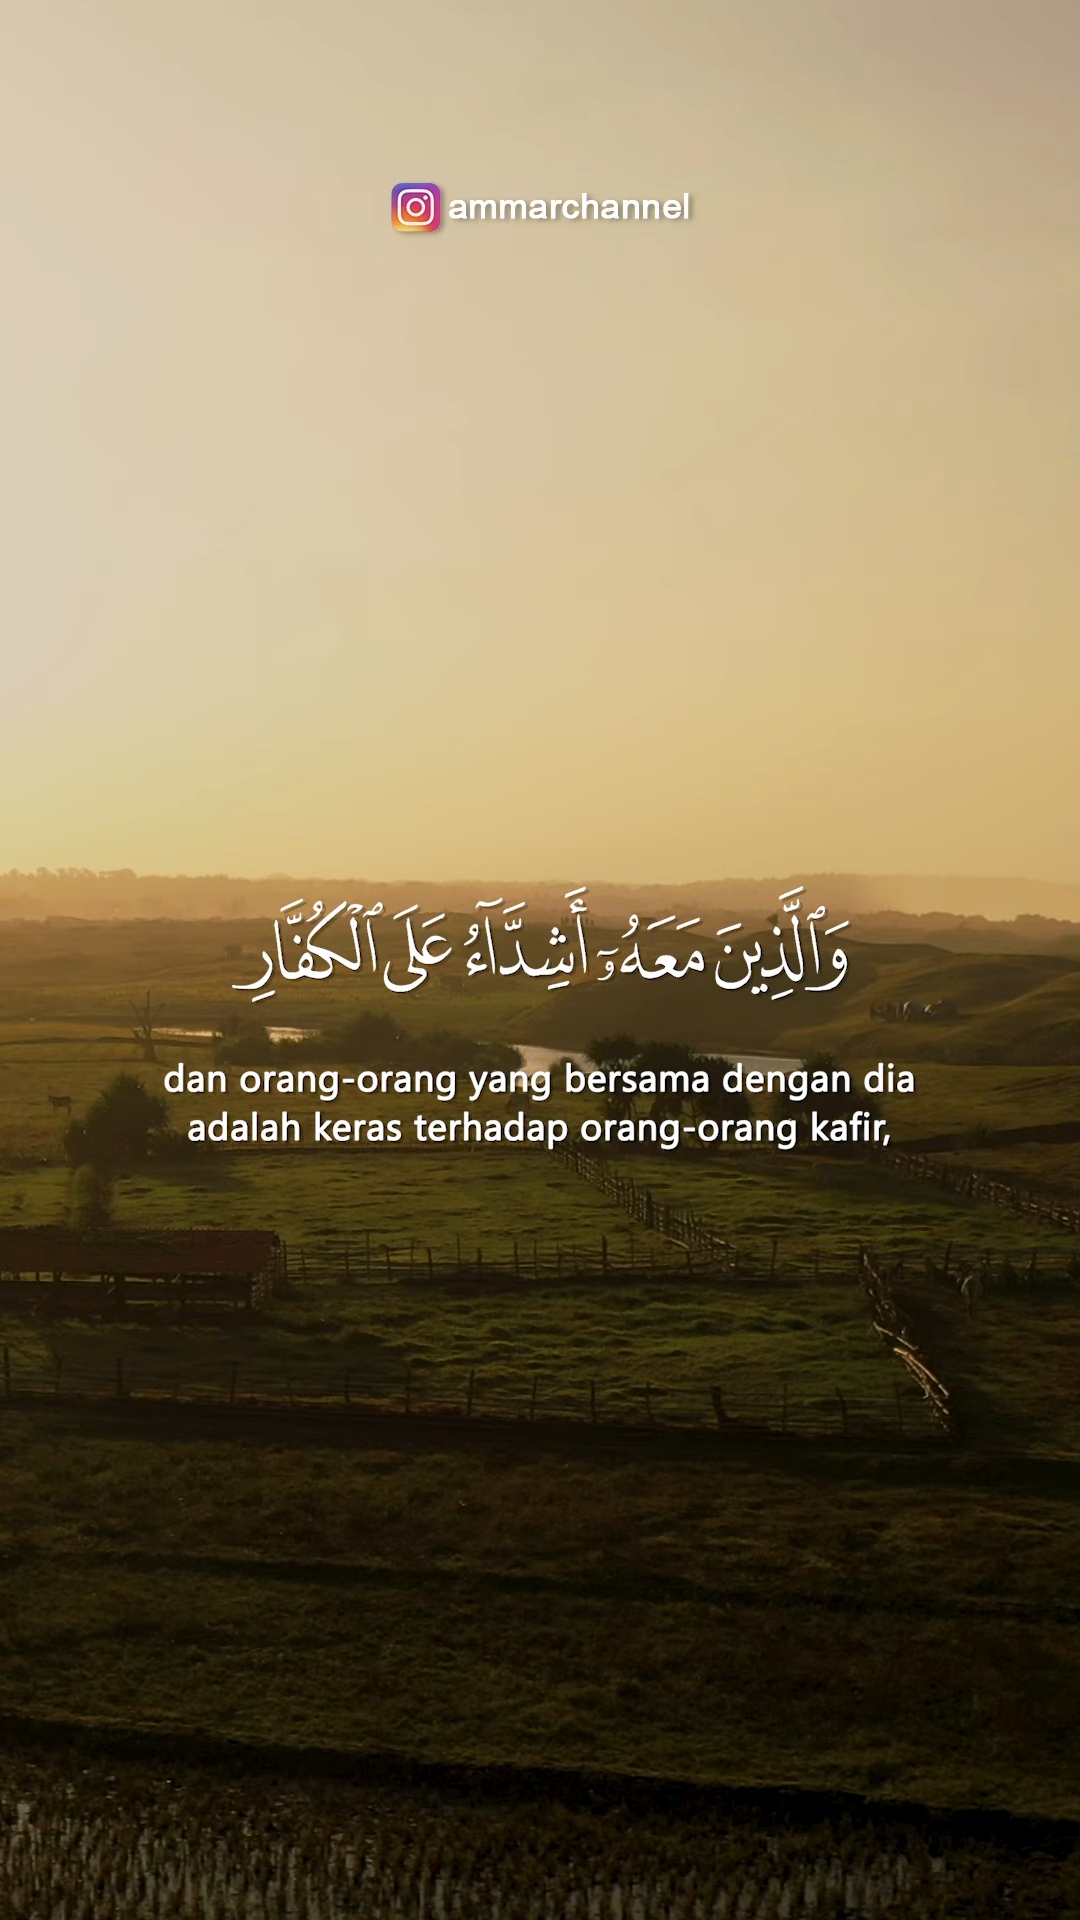 ammarchannel
وَٱلَّذِينَ مَعَهُۥٓ أَشِدَّآءُ عَلَى ٱلْكُفَّارِ
dan orang-orang yang bersama dengan dia
adalah keras terhadap orang-orang kafir,